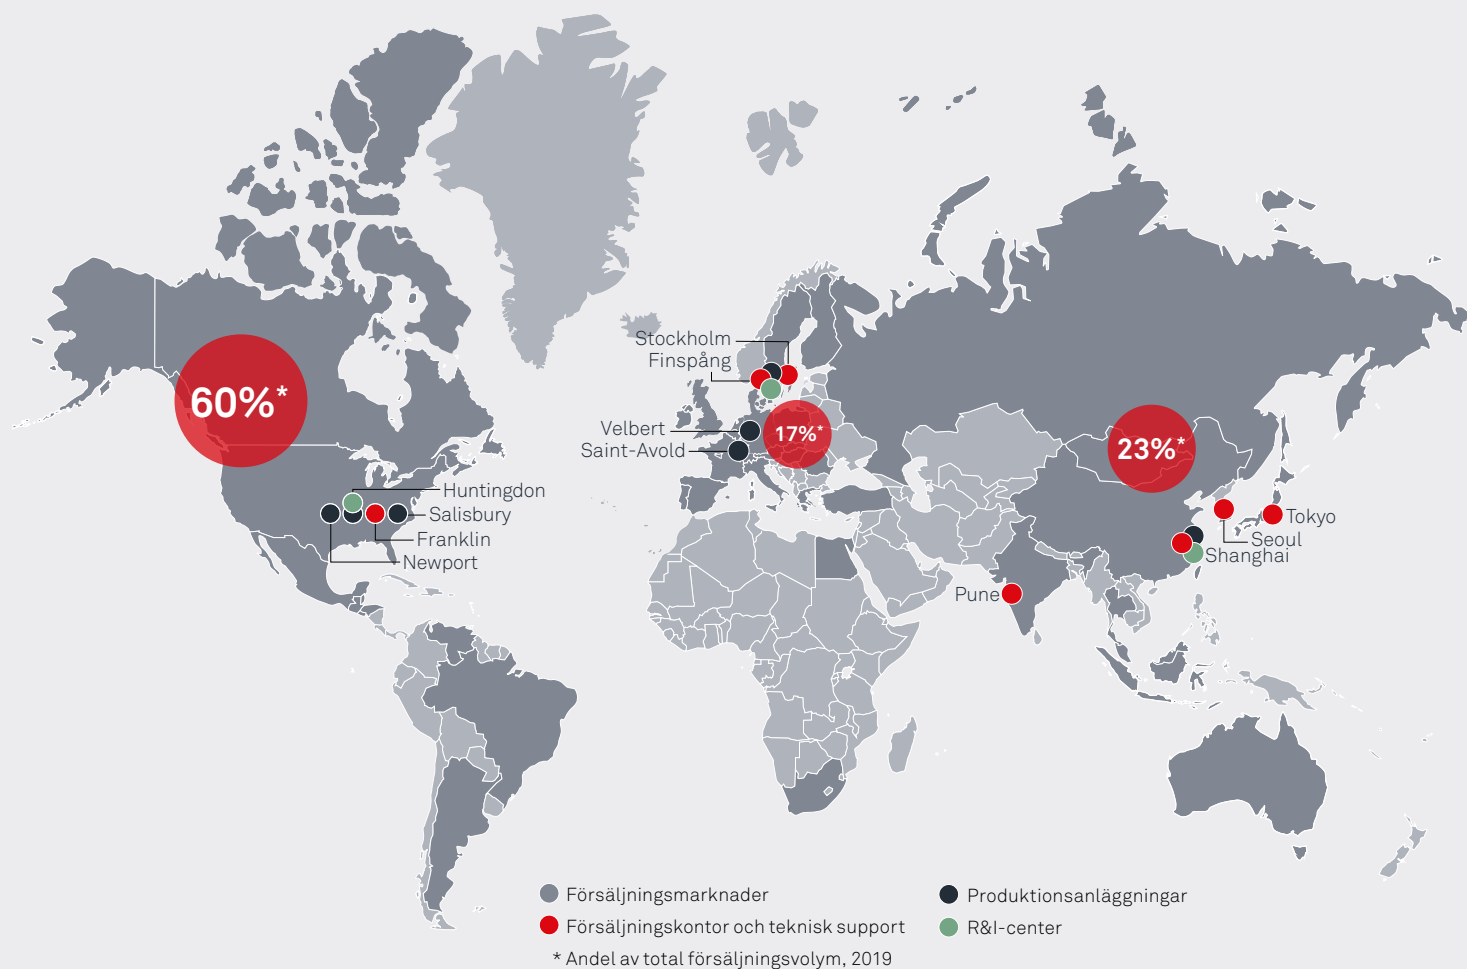 60%*
Stockholm
Finspång
Velbert
Saint-Avold
17%*
23%*
Huntingdon
Salisbury
Franklin
Newport
Tokyo
Seoul
Shanghai
Pune
Försäljningsmarknader
Försäljningskontor och teknisk support
Produktionsanläggningar
R&I-center
* Andel av total försäljningsvolym, 2019